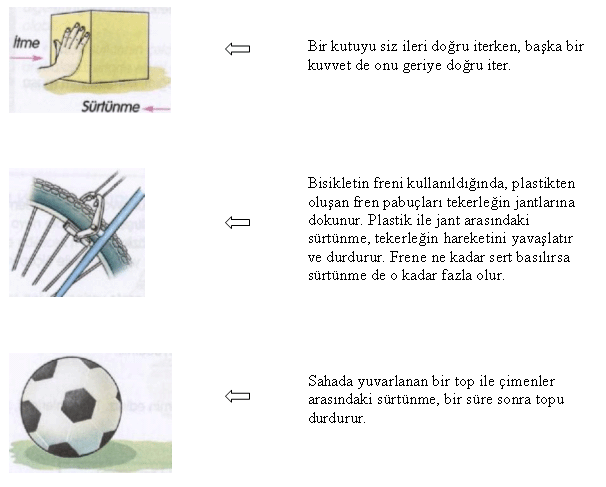 İtme
Sürtünme
Bir kutuyu siz ileri doğru iterken, başka bir
kuvvet de onu geriye doğru iter.
Bisikletin freni kullanıldığında, plastikten
oluşan fren pabuçları tekerleğin jantlarına
dokunur. Plastik ile jant arasındaki
sürtünme, tekerleğin hareketini yavaşlatır
ve durdurur. Frene ne kadar sert basılırsa
sürtünme de o kadar fazla olur.
Sahada yuvarlanan bir top ile çimenler
arasındaki sürtünme, bir süre sonra topu
durdurur.